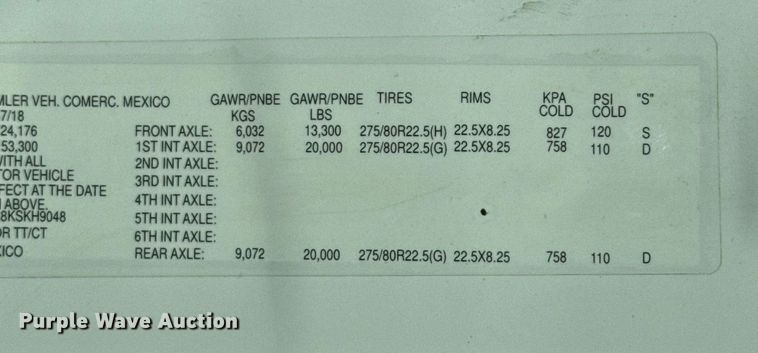 MLER VEH. COMERC. MEXICO GAWR/PNBE GAWR/PNBE TIRES RIMS KPA PSI "S"
7/18 KGS LBS COLD COLD
24,176 FRONT AXLE: 6,032 13,300 275/80R22.5(H) 22.5X8.25 827 120 S
53,300 1ST INT AXLE: 9,072 20,000 275/80R22.5(G) 22.5X8.25 758 110 D
WITH ALL 2ND INT AXLE:
TOR VEHICLE 3RD INT AXLE:
FECT AT THE DATE 4TH INT AXLE:
ABOVE.
8KSKH9048 5TH INT AXLE:
OR TT/CT 6TH INT AXLE:
XICO REAR AXLE: 9,072 20,000 275/80R22.5(G) 22.5X8.25 758 110 D
Purple Wave Auction